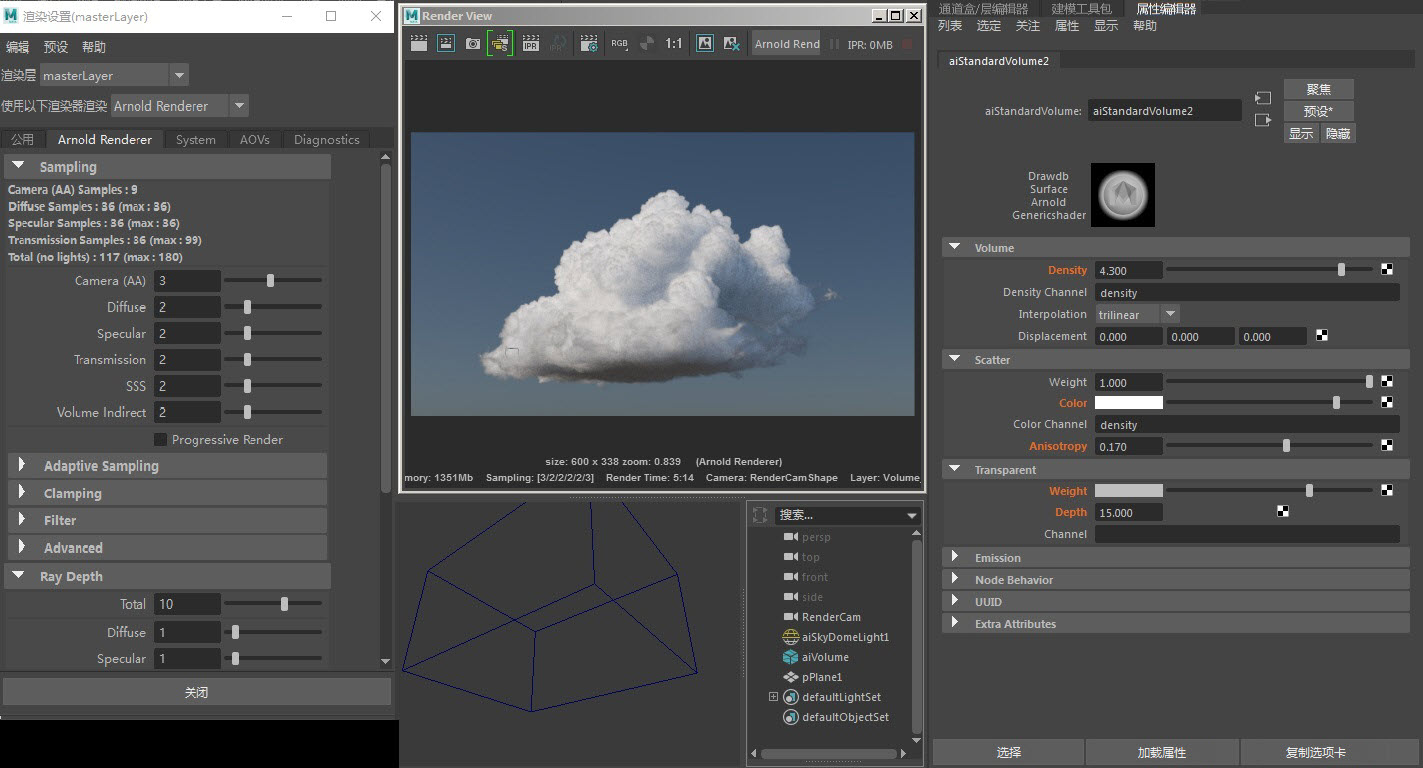 渲染设置(masterLayer)
编辑 预设 帮助
渲染层 masterLayer
使用以下渲染器渲染 Arnold Renderer
公用 Arnold Renderer System AOVs Diagnostics
Sampling
Camera (AA) Samples : 9
Diffuse Samples : 36 (max : 36)
Specular Samples : 36 (max : 36)
Transmission Samples : 36 (max : 99)
Total (no lights) : 117 (max : 180)
Camera (AA) 3
Diffuse 2
Specular 2
Transmission 2
SSS 2
Volume Indirect 2
Progressive Render
Adaptive Sampling
Clamping
Filter
Advanced
Ray Depth
Total 10
Diffuse 1
Specular 1
关闭
Render View
IPR RGB 1:1 Arnold Rend IPR: 0MB
size: 600 x 338 zoom: 0.839 (Arnold Renderer)
mory: 1351Mb Sampling: [3/2/2/2/2/3] Render Time: 5:14 Camera: RenderCamShape Layer: Volume_
搜索...
persp
top
front
side
RenderCam
aiSkyDomeLight1
aiVolume
pPlane1
defaultLightSet
defaultObjectSet
通道盒/层编辑器 建模工具包 属性编辑器
列表 选定 关注 属性 显示 帮助
aiStandardVolume2
aiStandardVolume: aiStandardVolume2
聚焦
预设*
显示 隐藏
Drawdb
Surface
Arnold
Genericshader
Volume
Density 4.300
Density Channel density
Interpolation trilinear
Displacement 0.000 0.000 0.000
Scatter
Weight 1.000
Color
Color Channel density
Anisotropy 0.170
Transparent
Weight
Depth 15.000
Channel
Emission
Node Behavior
UUID
Extra Attributes
选择 加载属性 复制选项卡